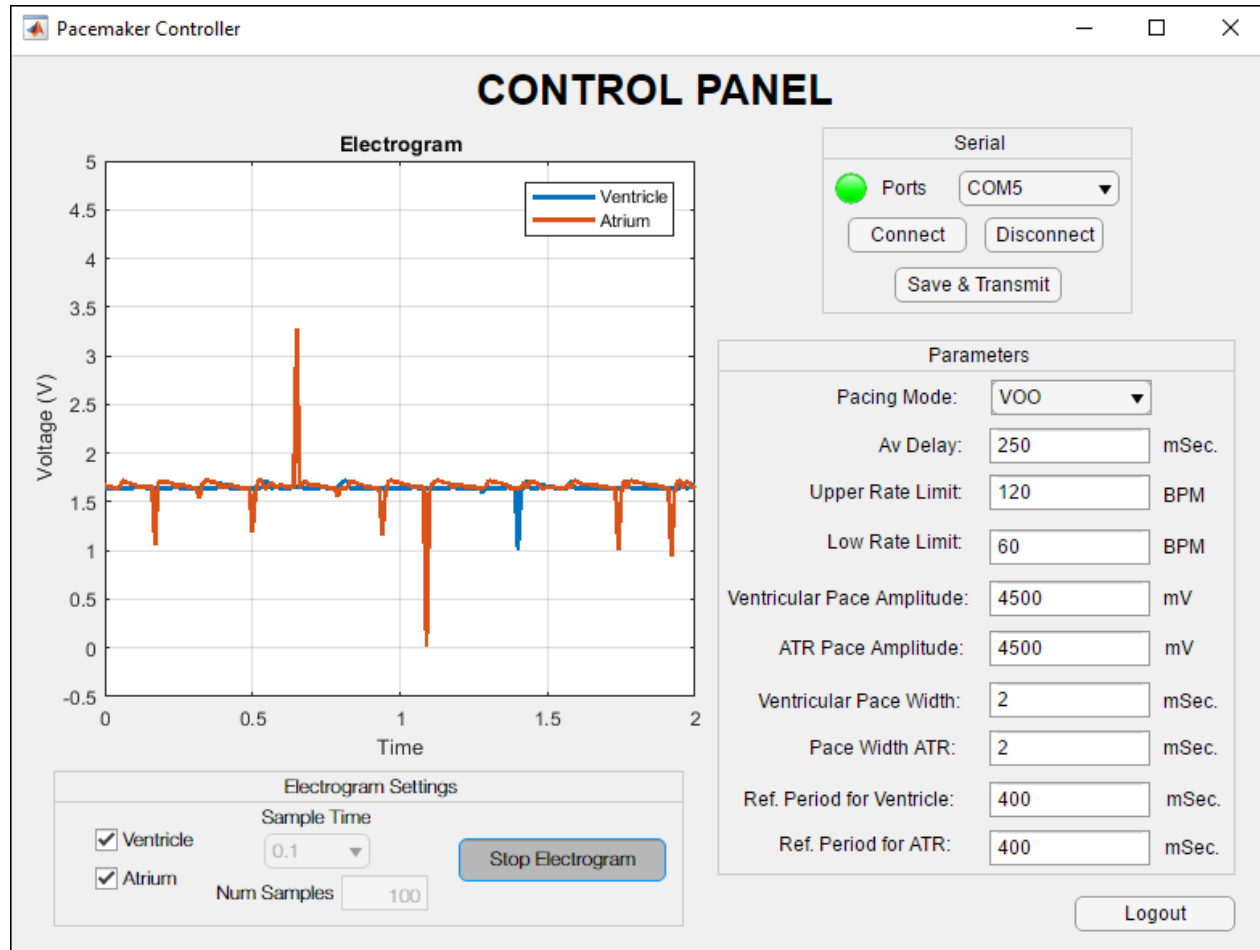 Pacemaker Controller
CONTROL PANEL
Electrogram
5
4.5
4
3.5
3
2.5
2
1.5
1
0.5
0
-0.5
Voltage (V)
0
0.5
1
1.5
2
Time
Ventricle
Atrium
Electrogram Settings
Ventricle
Atrium
Sample Time
0.1
Num Samples 100
Stop Electrogram
Serial
Ports COM5
Connect Disconnect
Save & Transmit
Parameters
Pacing Mode: VOO
Av Delay: 250 mSec.
Upper Rate Limit: 120 BPM
Low Rate Limit: 60 BPM
Ventricular Pace Amplitude: 4500 mV
ATR Pace Amplitude: 4500 mV
Ventricular Pace Width: 2 mSec.
Pace Width ATR: 2 mSec.
Ref. Period for Ventricle: 400 mSec.
Ref. Period for ATR: 400 mSec.
Logout